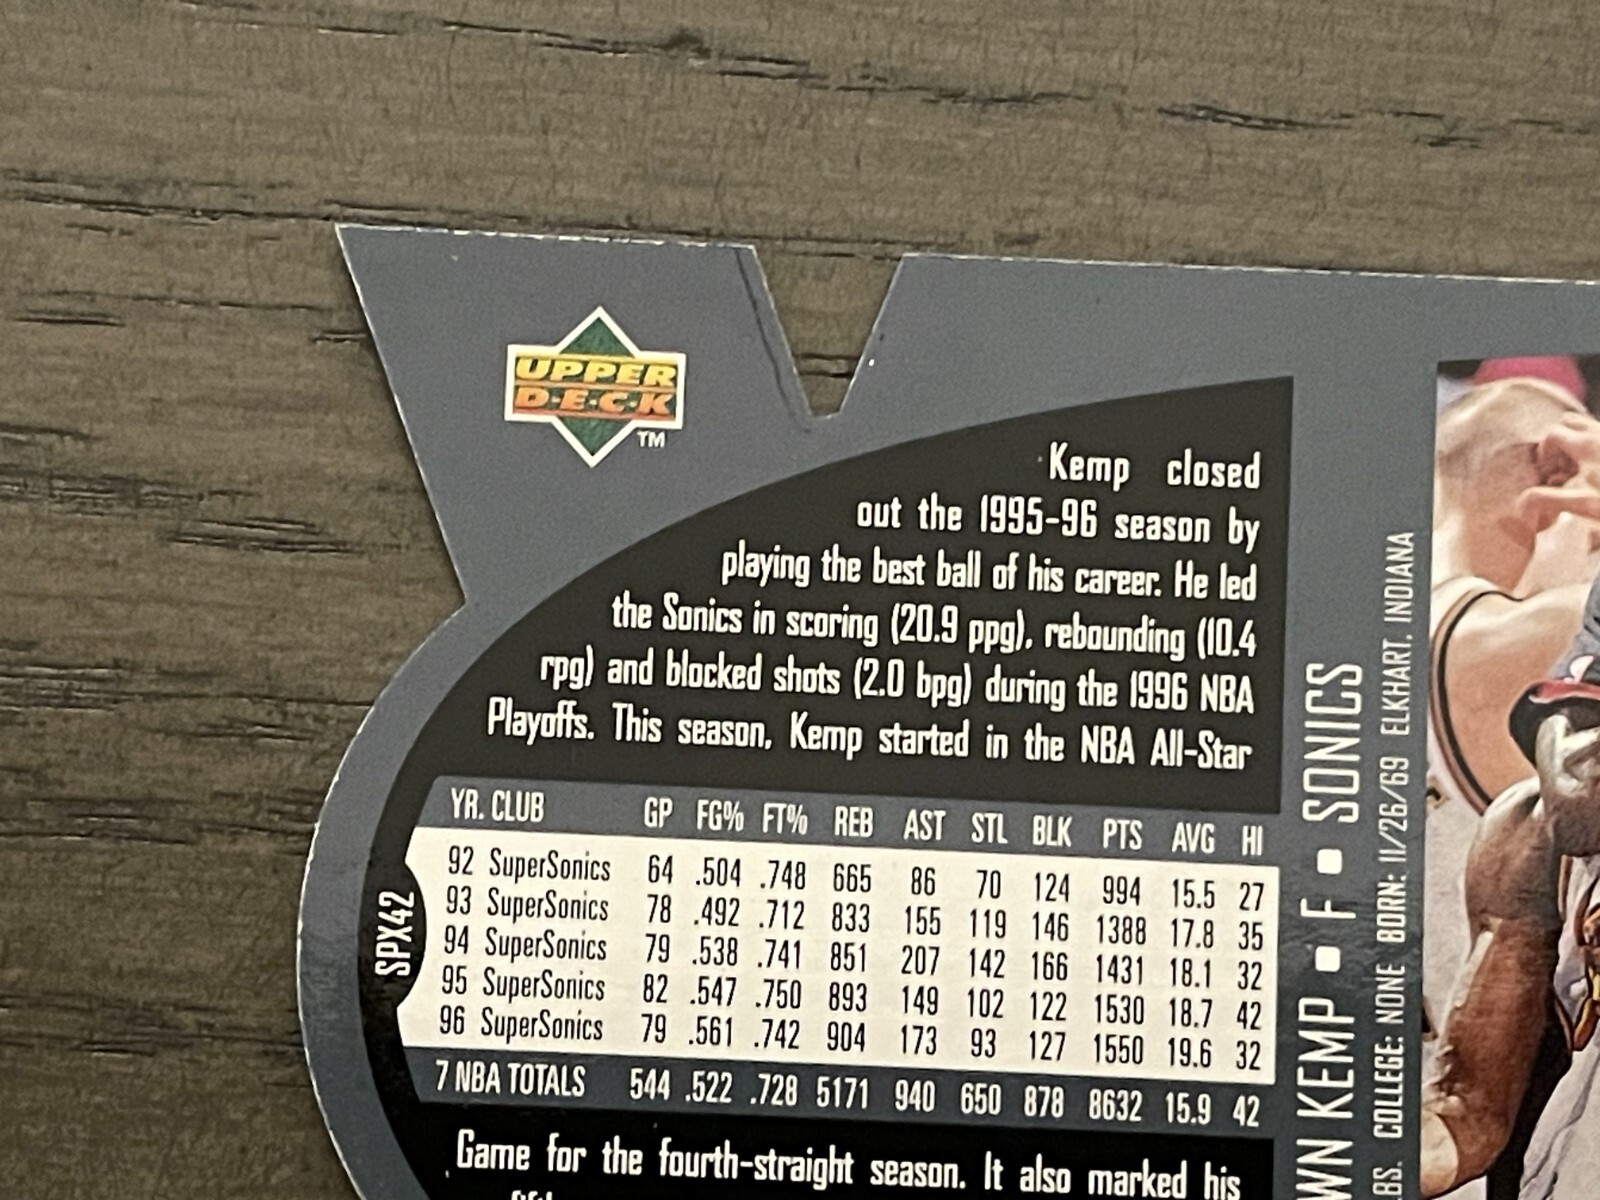 UPPER
D·E·C·K
TM
Kemp closed
out the 1995-96 season by
playing the best ball of his career. He led
the Sonics in scoring (20.9 ppg), rebounding (10.4
rpg) and blocked shots (2.0 bpg) during the 1996 NBA
Playoffs. This season, Kemp started in the NBA All-Star
YR. CLUB GP FG% FT% REB AST STL BLK PTS AVG HI
92 SuperSonics 64 .504 .748 665 86 70 124 994 15.5 27
93 SuperSonics 78 .492 .712 833 155 119 146 1388 17.8 35
94 SuperSonics 79 .538 .741 851 207 142 166 1431 18.1 32
95 SuperSonics 82 .547 .750 893 149 102 122 1530 18.7 42
96 SuperSonics 79 .561 .742 904 173 93 127 1550 19.6 32
7 NBA TOTALS 544 .522 .728 5171 940 650 878 8632 15.9 42
Game for the fourth-straight season. It also marked his
SPX42
WN KEMP ▪ F ▪ SONICS
BS. COLLEGE: NONE BORN: 11/26/69 ELKHART, INDIANA